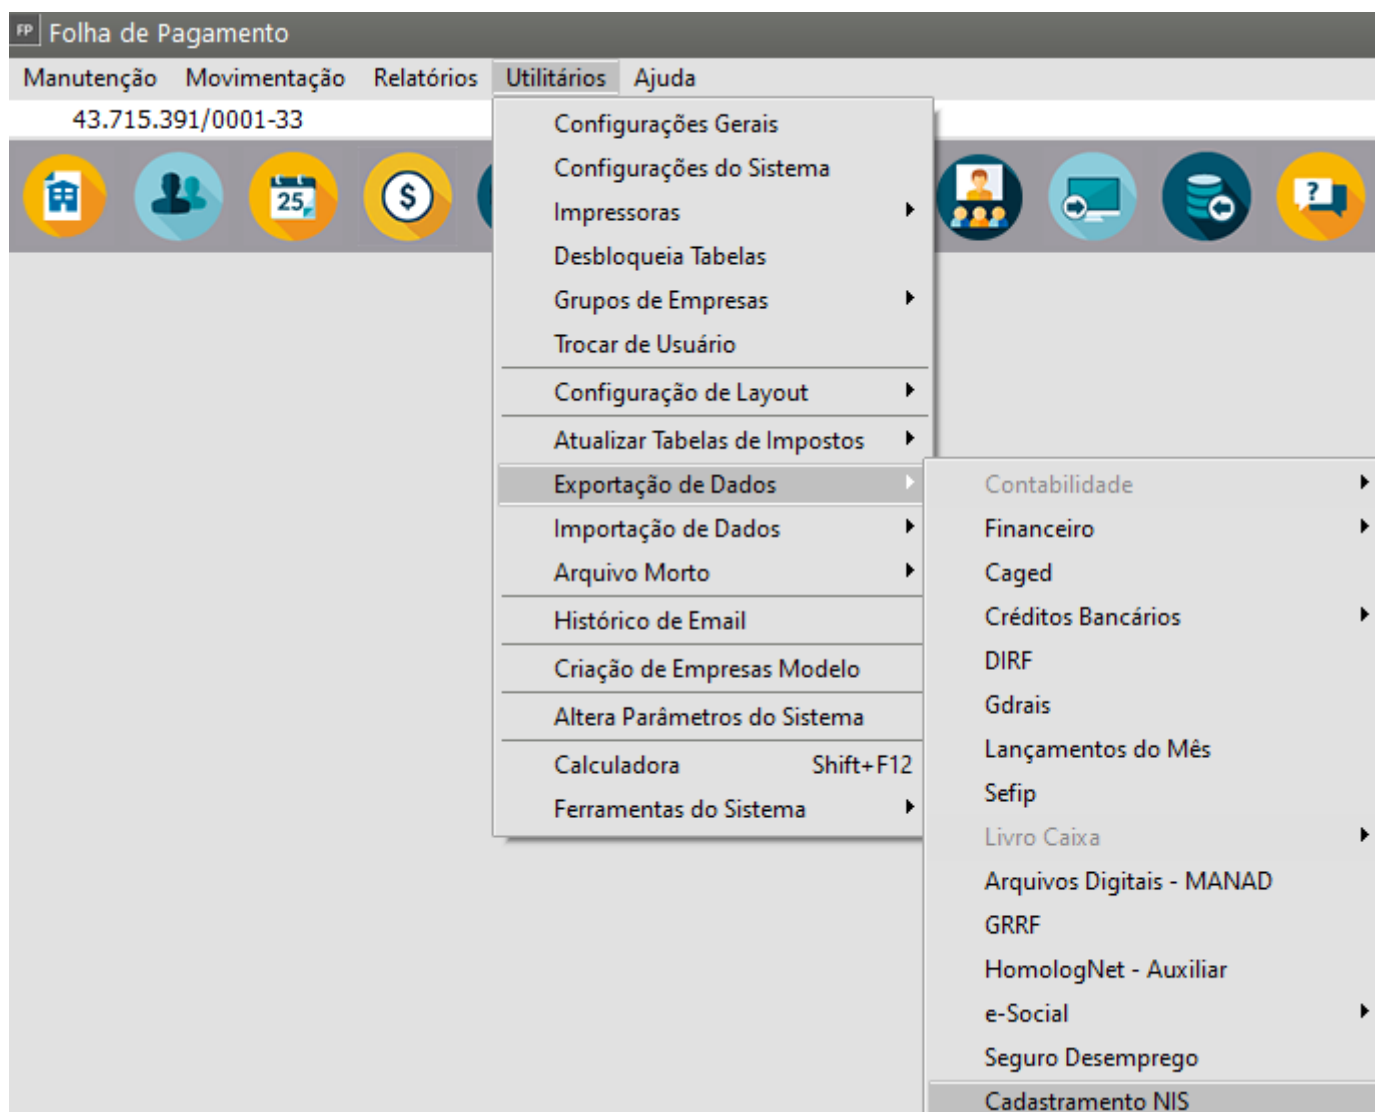 FP Folha de Pagamento
Manutenção Movimentação Relatórios Utilitários Ajuda
43.715.391/0001-33
25
$
?
Configurações Gerais
Configurações do Sistema
Impressoras
Desbloqueia Tabelas
Grupos de Empresas
Trocar de Usuário
Configuração de Layout
Atualizar Tabelas de Impostos
Exportação de Dados
Importação de Dados
Arquivo Morto
Histórico de Email
Criação de Empresas Modelo
Altera Parâmetros do Sistema
Calculadora Shift+F12
Ferramentas do Sistema
Contabilidade
Financeiro
Caged
Créditos Bancários
DIRF
Gdrais
Lançamentos do Mês
Sefip
Livro Caixa
Arquivos Digitais - MANAD
GRRF
HomologNet - Auxiliar
e-Social
Seguro Desemprego
Cadastramento NIS